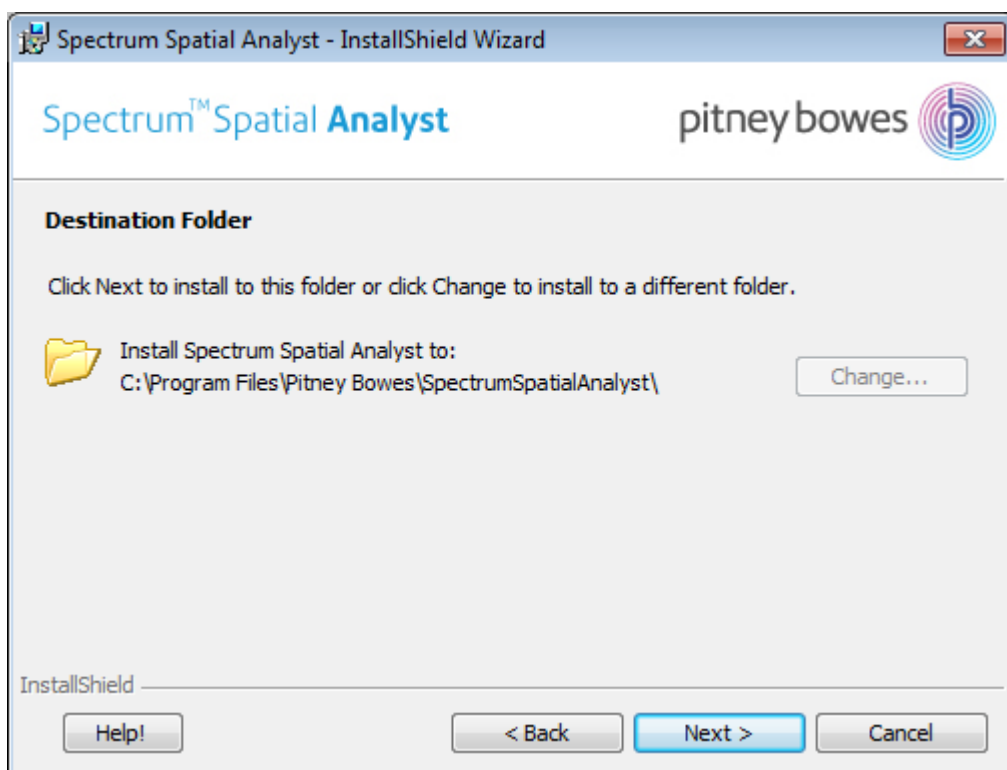 Spectrum Spatial Analyst - InstallShield Wizard
Spectrum™ Spatial Analyst
pitney bowes
Destination Folder
Click Next to install to this folder or click Change to install to a different folder.
Install Spectrum Spatial Analyst to:
C:\Program Files\Pitney Bowes\SpectrumSpatialAnalyst\
Change...
InstallShield
Help!
< Back
Next >
Cancel